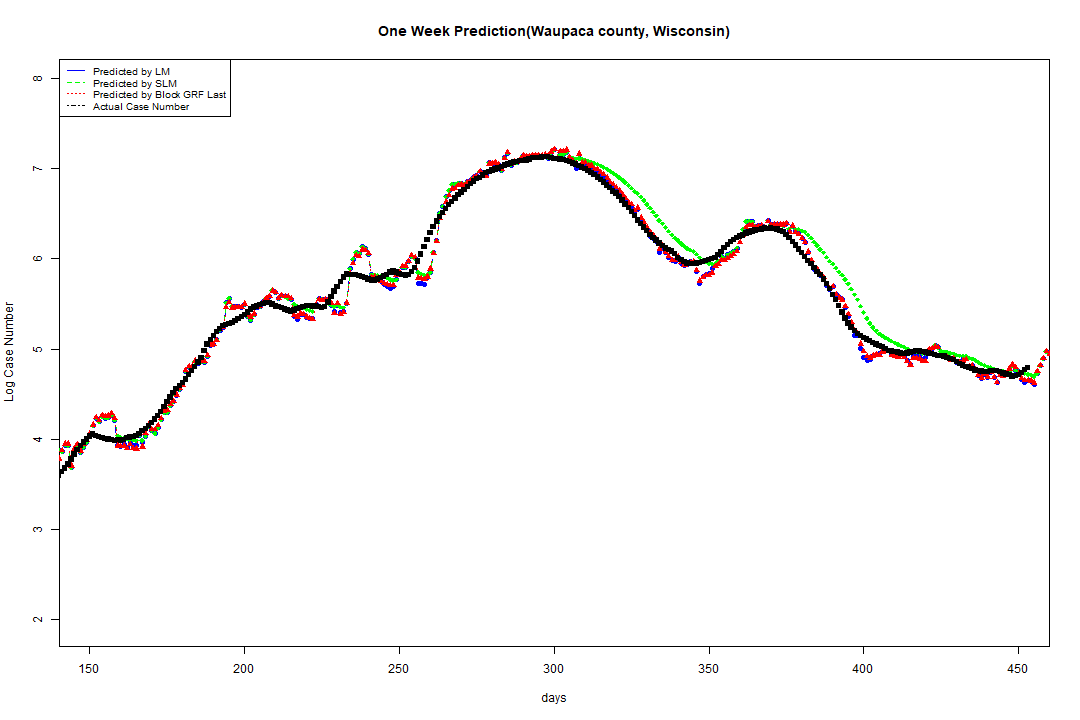 One Week Prediction(Waupaca county, Wisconsin)
Predicted by LM
Predicted by SLM
Predicted by Block GRF Last
Actual Case Number
8
7
6
5
4
3
2
Log Case Number
150 200 250 300 350 400 450
days